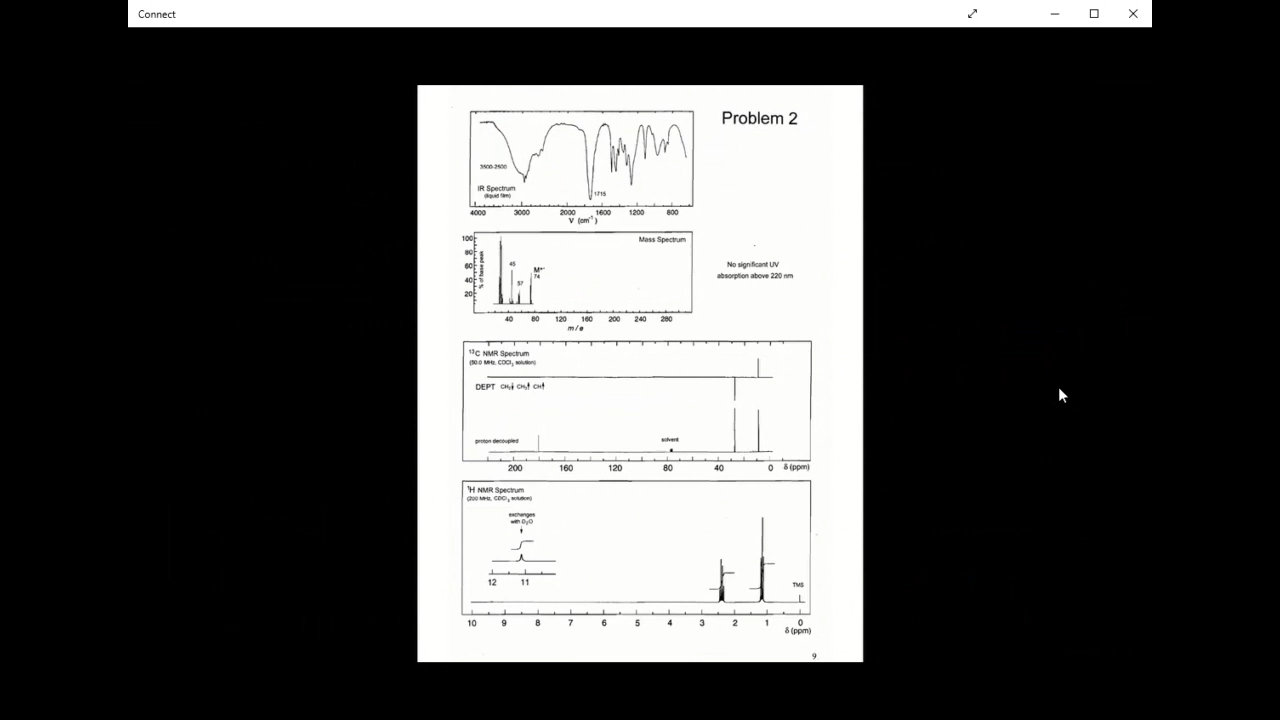 Connect
Problem 2
3500-2500
IR Spectrum
(liquid film)
1715
4000 3000 2000 1600 1200 800
V (cm⁻¹)
100
80
60
40
20
% of base peak
Mass Spectrum
45
57
M⁺·
74
40 80 120 160 200 240 280
m / e
No significant UV
absorption above 220 nm
¹³C NMR Spectrum
(50.0 MHz, CDCl₃ solution)
DEPT CH₂ CH₃ CH
proton decoupled
solvent
200 160 120 80 40 0 δ (ppm)
¹H NMR Spectrum
(200 MHz, CDCl₃ solution)
exchanges
with D₂O
12 11
TMS
10 9 8 7 6 5 4 3 2 1 0
δ (ppm)
9